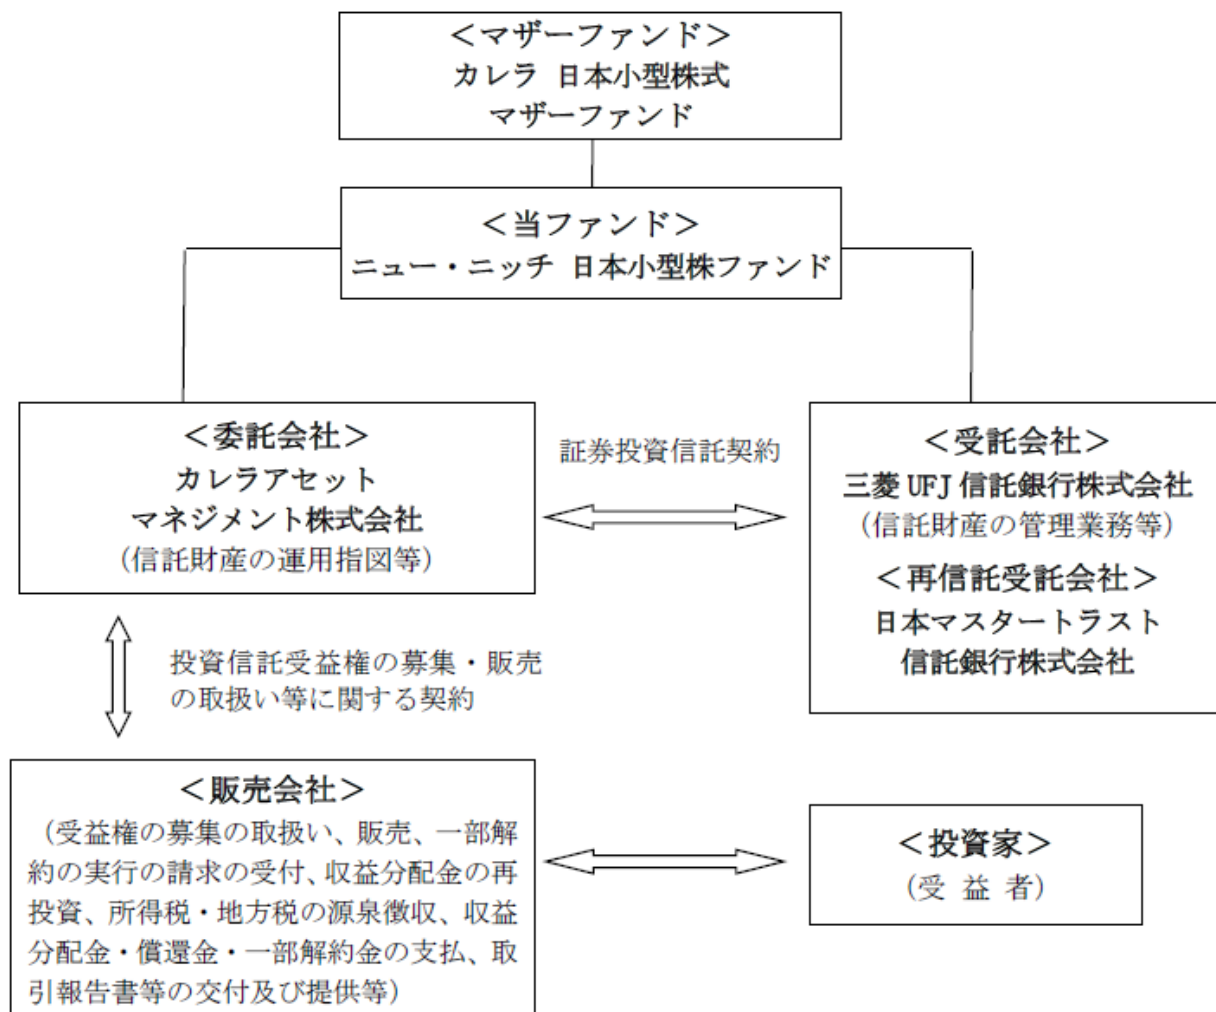 ＜マザーファンド＞
カレラ 日本小型株式
マザーファンド
＜当ファンド＞
ニュー・ニッチ 日本小型株ファンド
＜委託会社＞
カレラアセット
マネジメント株式会社
（信託財産の運用指図等）
証券投資信託契約
＜受託会社＞
三菱 UFJ 信託銀行株式会社
（信託財産の管理業務等）
＜再信託受託会社＞
日本マスタートラスト
信託銀行株式会社
投資信託受益権の募集・販売
の取扱い等に関する契約
＜販売会社＞
（受益権の募集の取扱い、販売、一部解
約の実行の請求の受付、収益分配金の再
投資、所得税・地方税の源泉徴収、収益
分配金・償還金・一部解約金の支払、取
引報告書等の交付及び提供等）
＜投資家＞
（受 益 者）